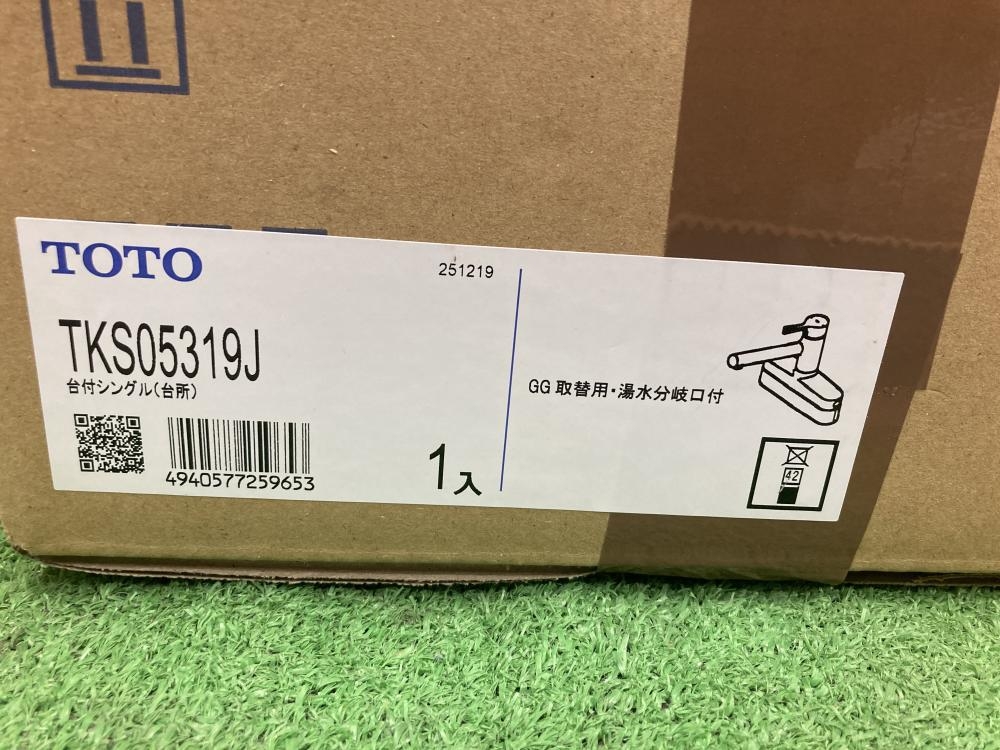 TOTO
251219
TKS05319J
台付シングル(台所)
4940577259653
1入
GG 取替用・湯水分岐口付
42